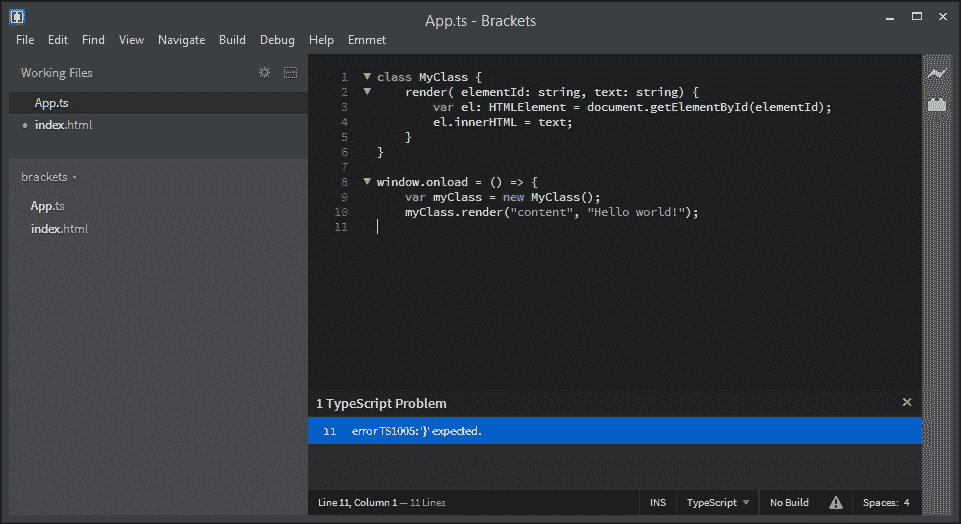 App.ts - Brackets
File Edit Find View Navigate Build Debug Help Emmet
Working Files
App.ts
index.html
brackets
App.ts
index.html
1 class MyClass {
2 render( elementId: string, text: string) {
3 var el: HTMLElement = document.getElementById(elementId);
4 el.innerHTML = text;
5 }
6 }
7
8 window.onload = () => {
9 var myClass = new MyClass();
10 myClass.render("content", "Hello world!");
11
1 TypeScript Problem
11 error TS1005: '}' expected.
Line 11, Column 1 — 11 Lines INS TypeScript No Build Spaces: 4